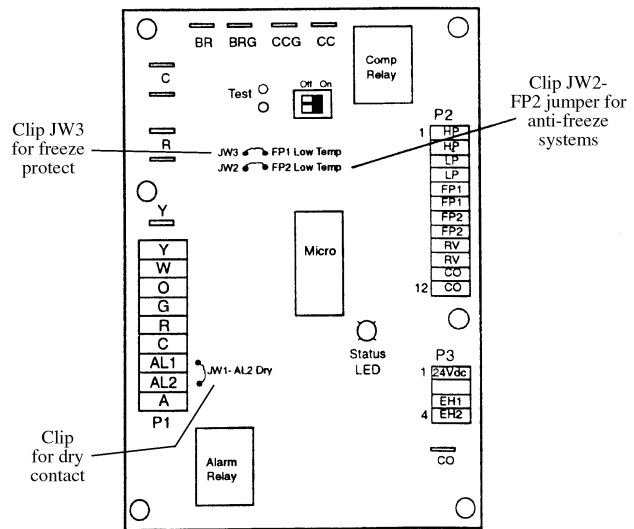 BR BRG CCG CC
Comp
Relay
C
Test
Off On
Clip JW2-
FP2 jumper for
anti-freeze
systems
Clip JW3
for freeze
protect
R
JW3 FP1 Low Temp
JW2 FP2 Low Temp
P2
1 HP
HP
LP
LP
FP1
FP1
FP2
FP2
RV
RV
CO
12 CO
Y
Y
W
O
G
R
C
AL1
AL2
A
P1
JW1- AL2 Dry
Micro
Status
LED
P3
1 24Vdc
EH1
4 EH2
CO
Clip
for dry
contact
Alarm
Relay